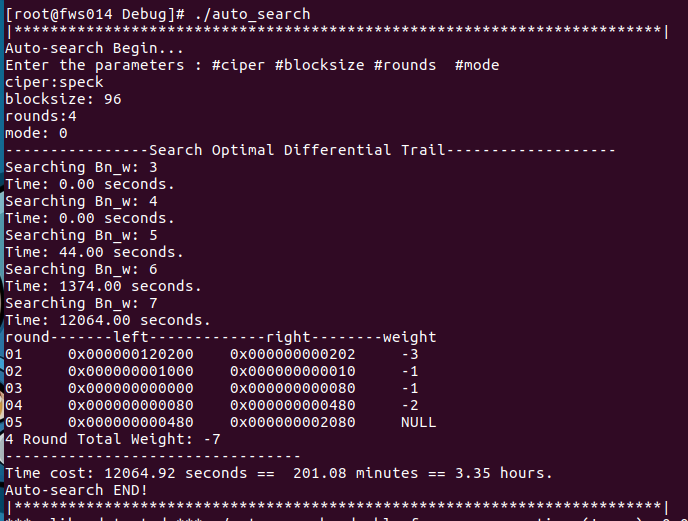 [root@fws014 Debug]# ./auto_search
|************************************************************************|
Auto-search Begin...
Enter the parameters : #ciper #blocksize #rounds  #mode
ciper:speck
blocksize: 96
rounds:4
mode: 0
----------------Search Optimal Differential Trail-------------------
Searching Bn_w: 3
Time: 0.00 seconds.
Searching Bn_w: 4
Time: 0.00 seconds.
Searching Bn_w: 5
Time: 44.00 seconds.
Searching Bn_w: 6
Time: 1374.00 seconds.
Searching Bn_w: 7
Time: 12064.00 seconds.
round-------left-------------right--------weight
01     0x000000120200    0x000000000202     -3
02     0x000000001000    0x000000000010     -1
03     0x000000000000    0x000000000080     -1
04     0x000000000080    0x000000000480     -2
05     0x000000000480    0x000000002080     NULL
4 Round Total Weight: -7
---------------------------------
Time cost: 12064.92 seconds ==  201.08 minutes == 3.35 hours.
Auto-search END!
|************************************************************************|